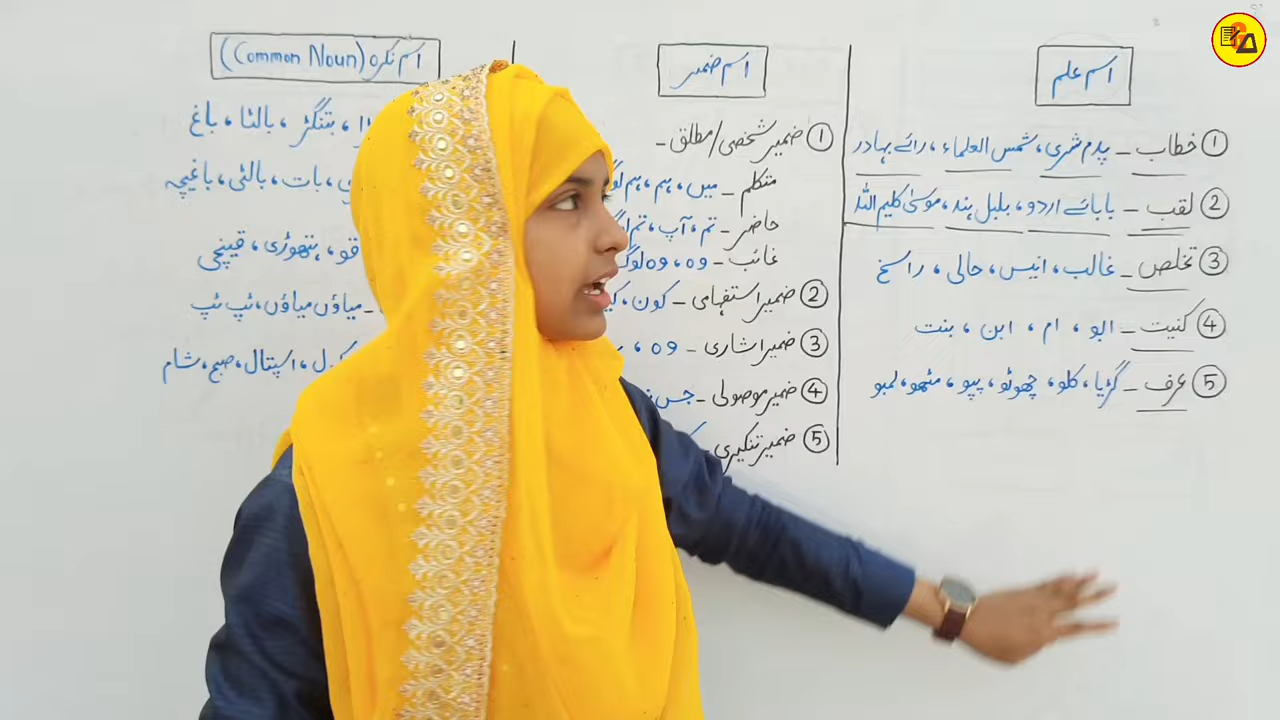 اسم علم
① خطاب – پدم شری، شمس العلماء، رائے بہادر
② لقب – بابائے اردو، بلبل ہند، موسیٰ کلیم اللہ
③ تخلص – غالب، انیس، حالی، راسخ
④ کنیت – ابو، ام، ابن، بنت
⑤ عرف – گڑیا، کلو، چھوٹو، پپو، مٹھو، لمبو
اسم ضمیر
① ضمیر شخصی/مطلق –
متکلم – میں، ہم، ہم
حاضر – تم، آپ، تم
غائب – وہ، وہ
② ضمیر استفہامی – کون،
③ ضمیر اشاری – وہ،
④ ضمیر موصولی – جس
⑤ ضمیر تنکیری –
اسم نکرہ (Common Noun)
، بتنگڑ، بالٹا، باغ
، بات، بالٹی، باغیچہ
، ہتھوڑی، قینچی
– میاؤں میاؤں، ٹپ ٹپ
، اسپتال، صبح، شام